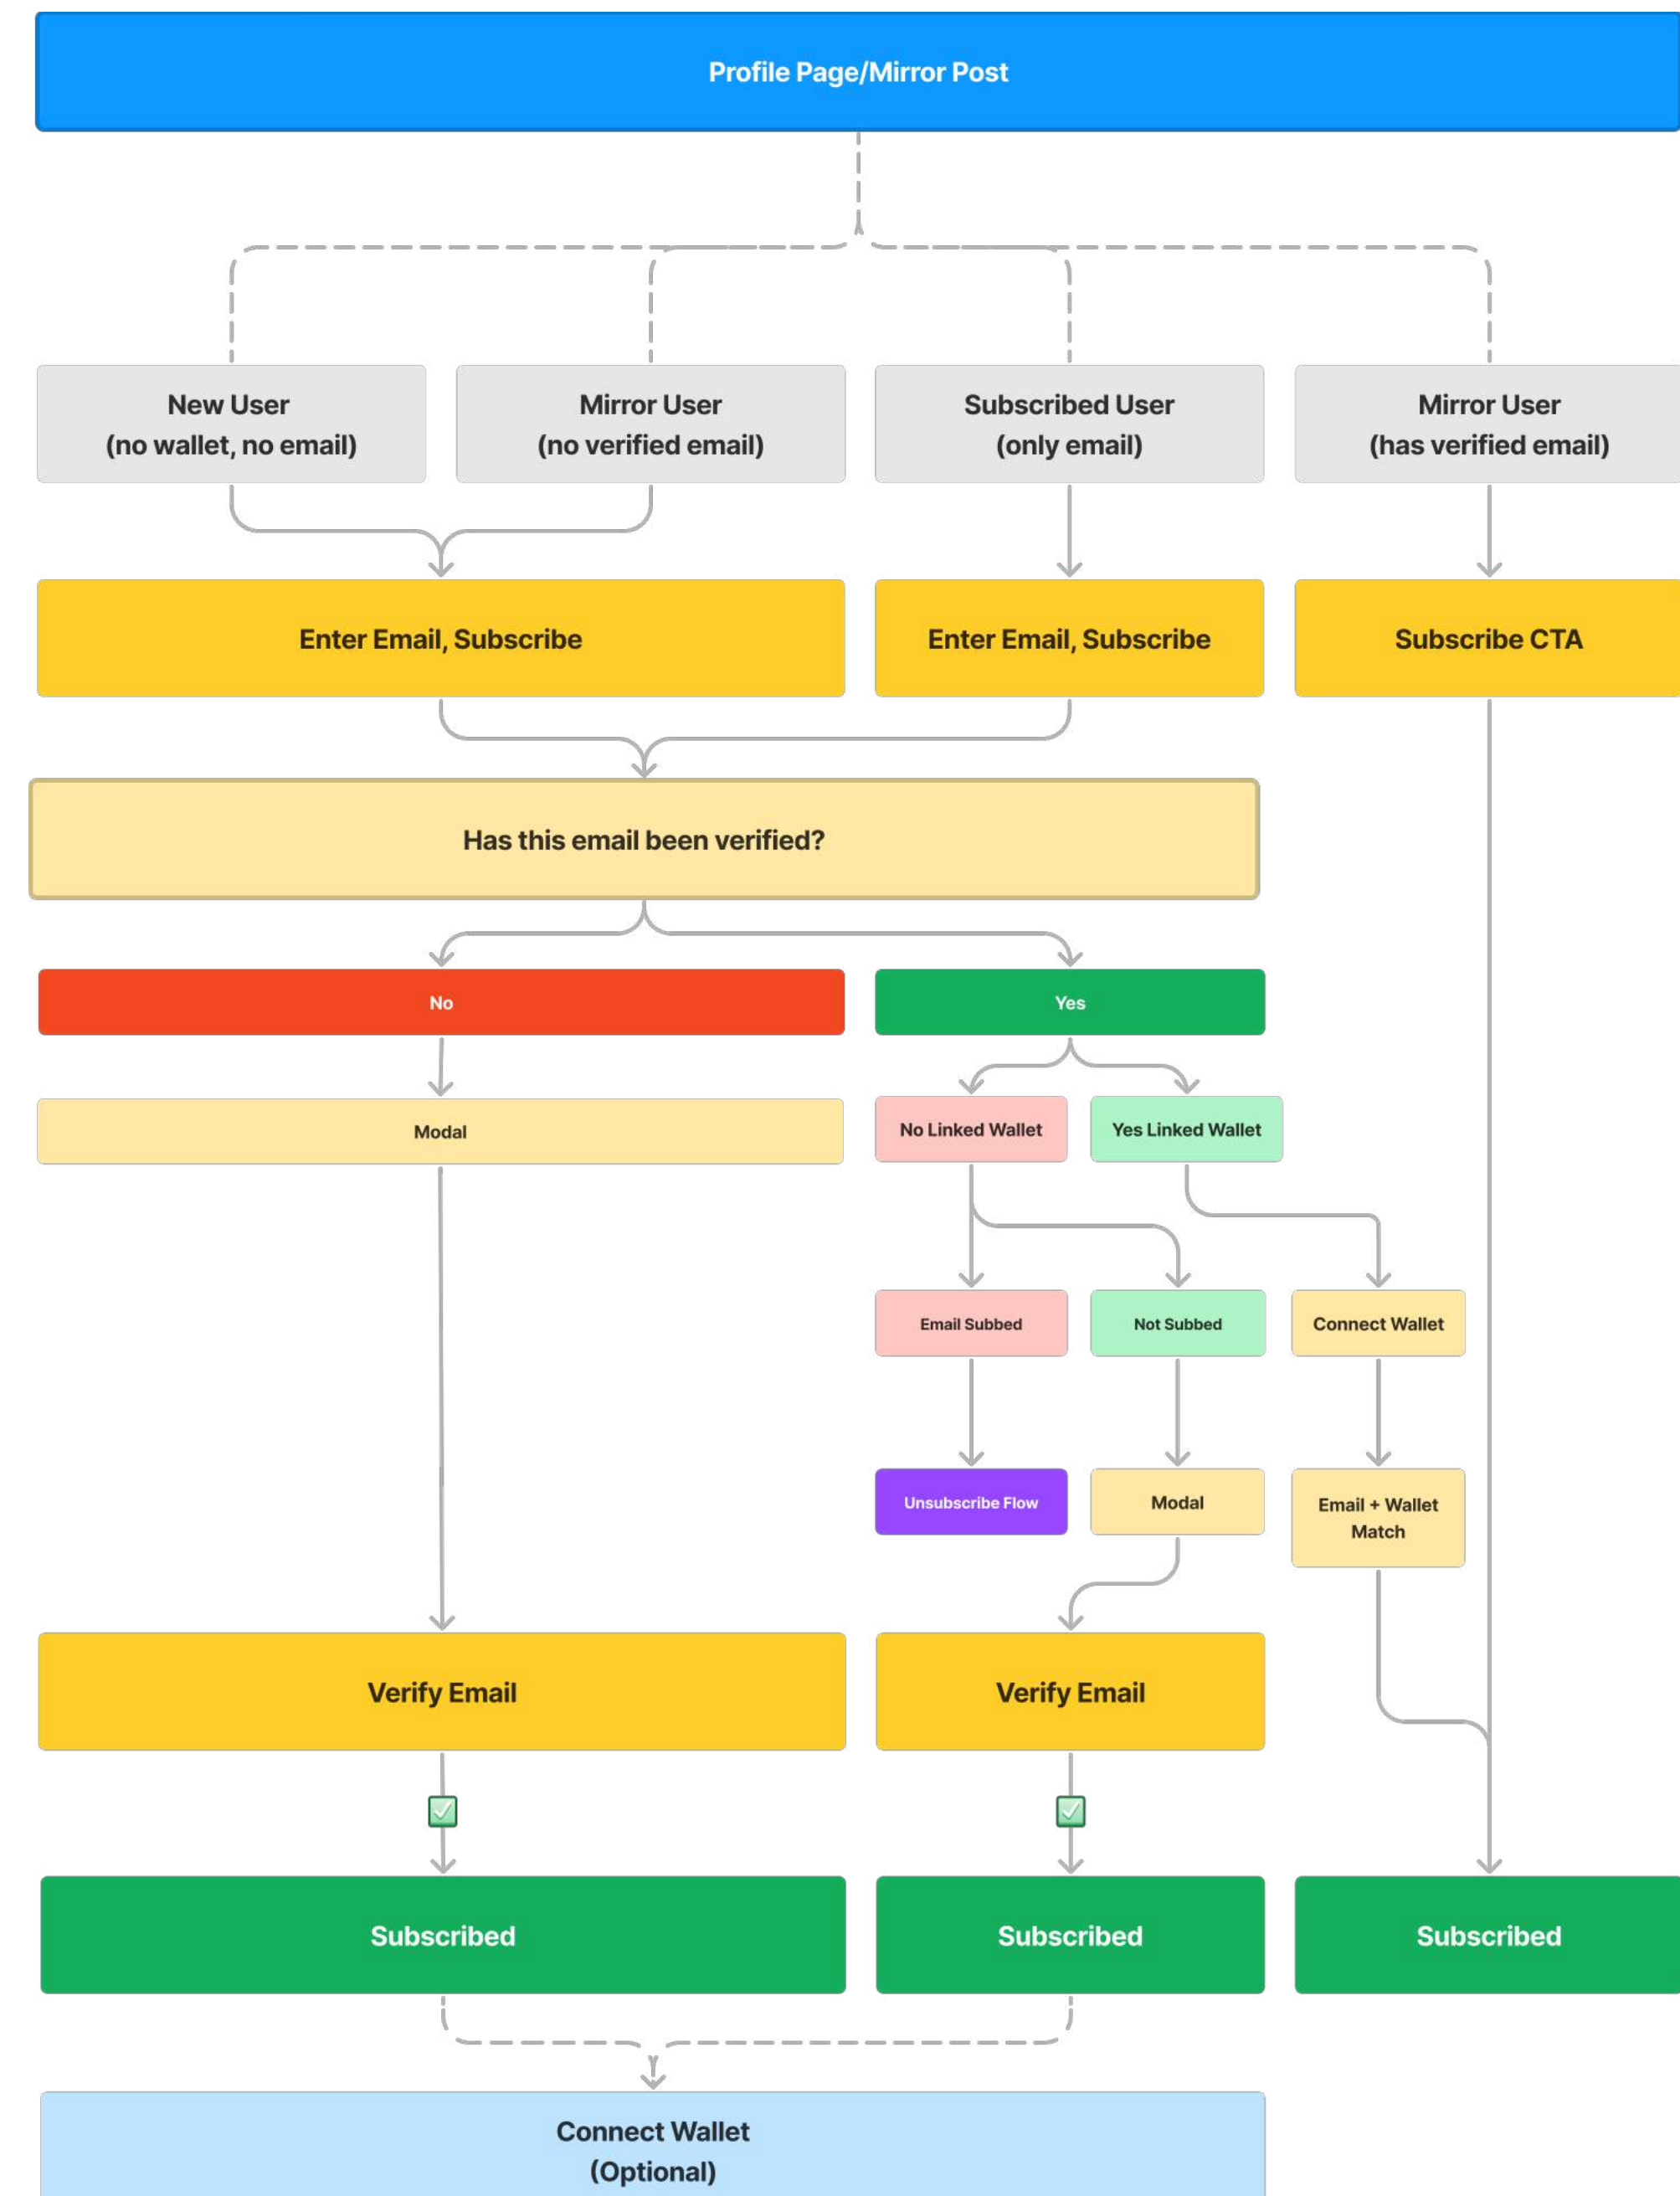 Profile Page/Mirror Post
New User
(no wallet, no email)
Mirror User
(no verified email)
Subscribed User
(only email)
Mirror User
(has verified email)
Enter Email, Subscribe
Enter Email, Subscribe
Subscribe CTA
Has this email been verified?
No
Yes
Modal
No Linked Wallet
Yes Linked Wallet
Email Subbed
Not Subbed
Connect Wallet
Unsubscribe Flow
Modal
Email + Wallet
Match
Verify Email
Verify Email
Subscribed
Subscribed
Subscribed
Connect Wallet
(Optional)